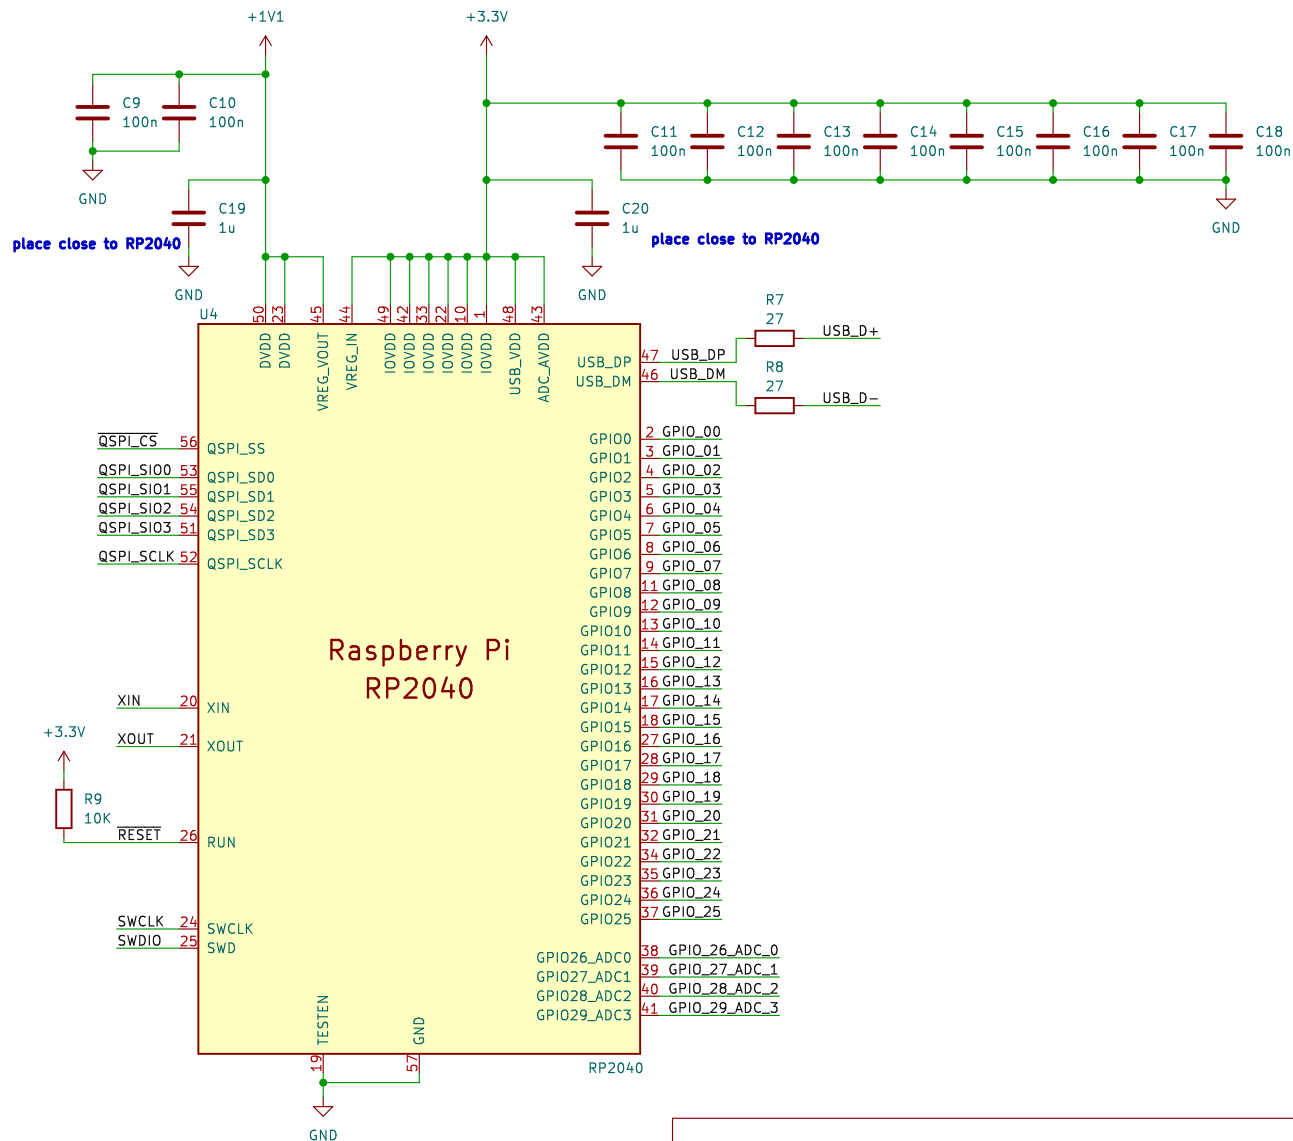 +1V1
+3.3V
C9
100n
C10
100n
C11
100n
C12
100n
C13
100n
C14
100n
C15
100n
C16
100n
C17
100n
C18
100n
GND
GND
C19
1u
place close to RP2040
GND
C20
1u
place close to RP2040
GND
U4
50
23
45
44
49
42
33
22
10
1
48
43
DVDD
DVDD
VREG_VOUT
VREG_IN
IOVDD
IOVDD
IOVDD
IOVDD
IOVDD
IOVDD
USB_VDD
ADC_AVDD
R7
27
USB_D+
USB_DP 47 USB_DP
USB_DM 46 USB_DM
R8
27
USB_D-
QSPI_CS 56 QSPI_SS
QSPI_SIO0 53 QSPI_SD0
QSPI_SIO1 55 QSPI_SD1
QSPI_SIO2 54 QSPI_SD2
QSPI_SIO3 51 QSPI_SD3
QSPI_SCLK 52 QSPI_SCLK
GPIO0 2 GPIO_00
GPIO1 3 GPIO_01
GPIO2 4 GPIO_02
GPIO3 5 GPIO_03
GPIO4 6 GPIO_04
GPIO5 7 GPIO_05
GPIO6 8 GPIO_06
GPIO7 9 GPIO_07
GPIO8 11 GPIO_08
GPIO9 12 GPIO_09
GPIO10 13 GPIO_10
GPIO11 14 GPIO_11
GPIO12 15 GPIO_12
GPIO13 16 GPIO_13
GPIO14 17 GPIO_14
GPIO15 18 GPIO_15
GPIO16 27 GPIO_16
GPIO17 28 GPIO_17
GPIO18 29 GPIO_18
GPIO19 30 GPIO_19
GPIO20 31 GPIO_20
GPIO21 32 GPIO_21
GPIO22 34 GPIO_22
GPIO23 35 GPIO_23
GPIO24 36 GPIO_24
GPIO25 37 GPIO_25
Raspberry Pi
RP2040
XIN 20 XIN
XOUT 21 XOUT
+3.3V
R9
10K
RESET 26 RUN
SWCLK 24 SWCLK
SWDIO 25 SWD
GPIO26_ADC0 38 GPIO_26_ADC_0
GPIO27_ADC1 39 GPIO_27_ADC_1
GPIO28_ADC2 40 GPIO_28_ADC_2
GPIO29_ADC3 41 GPIO_29_ADC_3
TESTEN
GND
19
57
RP2040
GND